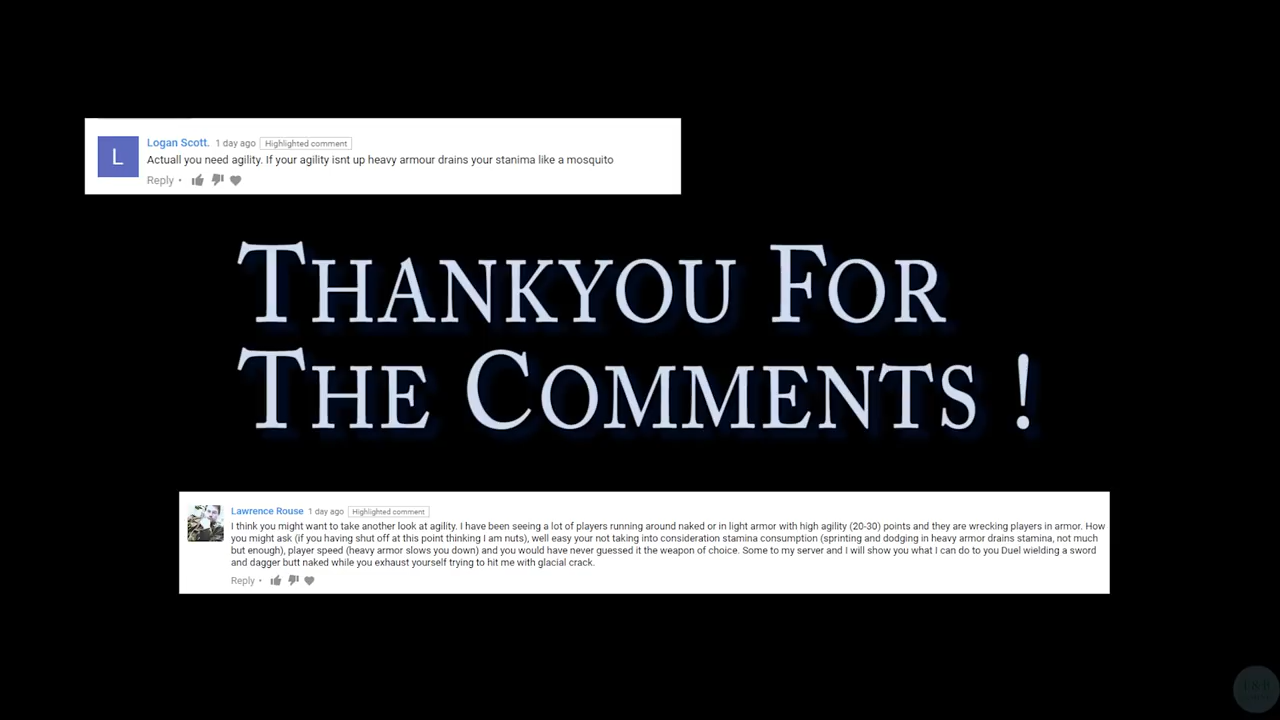 L
Logan Scott. 1 day ago Highlighted comment
Actuall you need agility. If your agility isnt up heavy armour drains your stanima like a mosquito
Reply •
THANKYOU FOR
THE COMMENTS !
Lawrence Rouse 1 day ago Highlighted comment
I think you might want to take another look at agility. I have been seeing a lot of players running around naked or in light armor with high agility (20-30) points and they are wrecking players in armor. How
you might ask (if you having shut off at this point thinking I am nuts), well easy your not taking into consideration stamina consumption (sprinting and dodging in heavy armor drains stamina, not much
but enough), player speed (heavy armor slows you down) and you would have never guessed it the weapon of choice. Some to my server and I will show you what I can do to you Duel wielding a sword
and dagger butt naked while you exhaust yourself trying to hit me with glacial crack.
Reply •